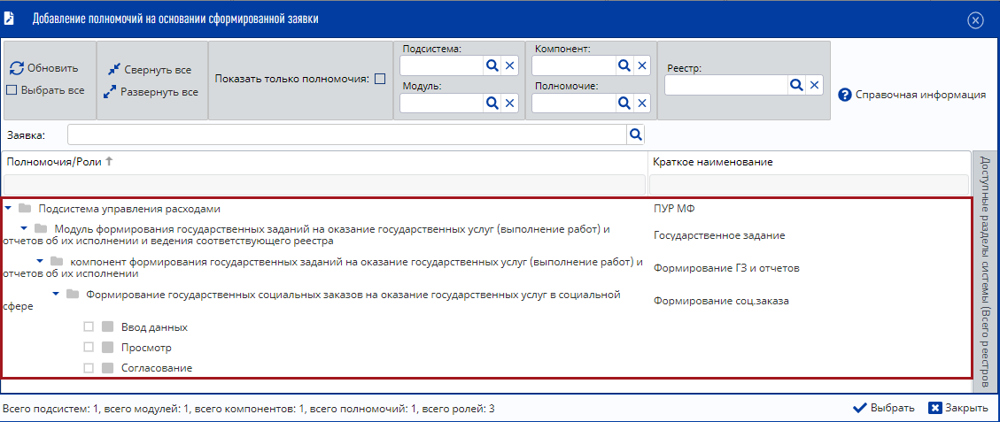 Добавление полномочий на основании сформированной заявки
Обновить
Выбрать все
Свернуть все
Развернуть все
Показать только полномочия:
Подсистема:
Модуль:
Компонент:
Полномочие:
Реестр:
Справочная информация
Заявка:
Полномочия/Роли
Краткое наименование
Подсистема управления расходами
ПУР МФ
Модуль формирования государственных заданий на оказание государственных услуг (выполнение работ) и
отчетов об их исполнении и ведения соответствующего реестра
Государственное задание
компонент формирования государственных заданий на оказание государственных услуг (выполнение работ) и
отчетов об их исполнении
Формирование ГЗ и отчетов
Формирование государственных социальных заказов на оказание государственных услуг в социальной
сфере
Формирование соц.заказа
Ввод данных
Просмотр
Согласование
Доступные разделы системы (Всего реестров
Всего подсистем: 1, всего модулей: 1, всего компонентов: 1, всего полномочий: 1, всего ролей: 3
Выбрать
Закрыть